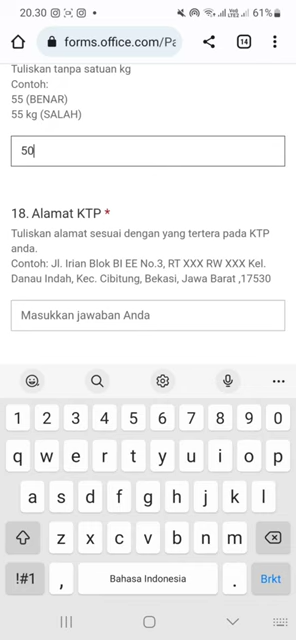 20.30
61%
forms.office.com/Pa
14
Tuliskan tanpa satuan kg
Contoh:
55 (BENAR)
55 kg (SALAH)
50
18. Alamat KTP *
Tuliskan alamat sesuai dengan yang tertera pada KTP
anda.
Contoh: Jl. Irian Blok BI EE No.3, RT XXX RW XXX Kel.
Danau Indah, Kec. Cibitung, Bekasi, Jawa Barat ,17530
Masukkan jawaban Anda
1 2 3 4 5 6 7 8 9 0
q w e r t y u i o p
a s d f g h j k l
z x c v b n m
!#1 , Bahasa Indonesia . Brkt